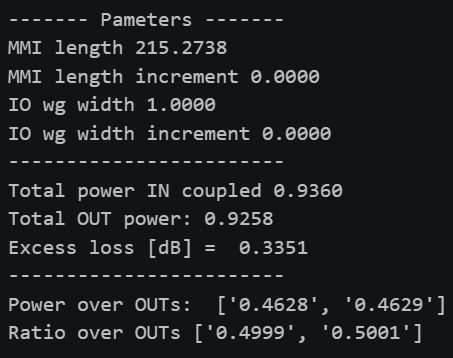 ------- Pameters -------
MMI length 215.2738
MMI length increment 0.0000
IO wg width 1.0000
IO wg width increment 0.0000
------------------------
Total power IN coupled 0.9360
Total OUT power: 0.9258
Excess loss [dB] =  0.3351
------------------------
Power over OUTs:  ['0.4628', '0.4629']
Ratio over OUTs ['0.4999', '0.5001']